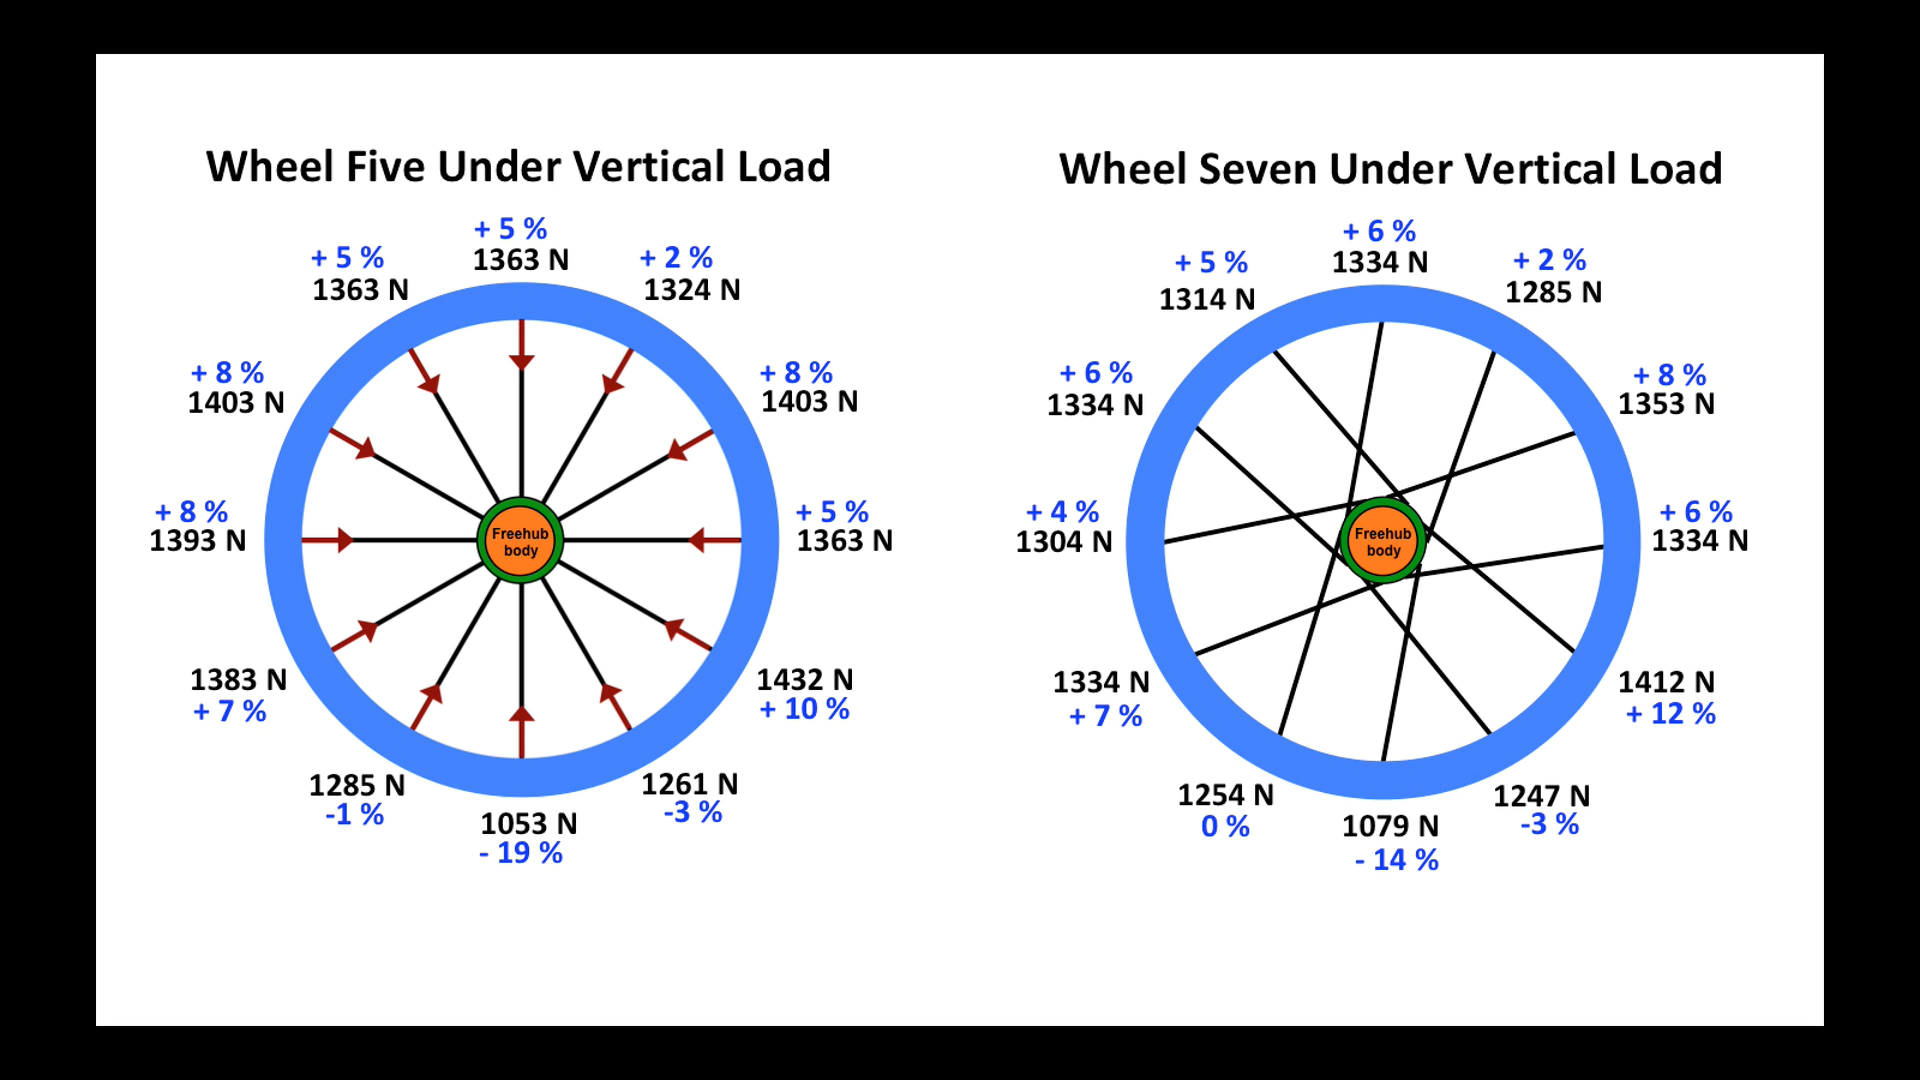 Wheel Five Under Vertical Load
+ 5 %
1363 N
+ 5 %
1363 N
+ 2 %
1324 N
+ 8 %
1403 N
+ 8 %
1403 N
+ 8 %
1393 N
Freehub
body
+ 5 %
1363 N
1383 N
+ 7 %
1432 N
+ 10 %
1285 N
-1 %
1053 N
- 19 %
1261 N
-3 %
Wheel Seven Under Vertical Load
+ 6 %
1334 N
+ 5 %
1314 N
+ 2 %
1285 N
+ 6 %
1334 N
+ 8 %
1353 N
+ 4 %
1304 N
Freehub
body
+ 6 %
1334 N
1334 N
+ 7 %
1412 N
+ 12 %
1254 N
0 %
1079 N
- 14 %
1247 N
-3 %